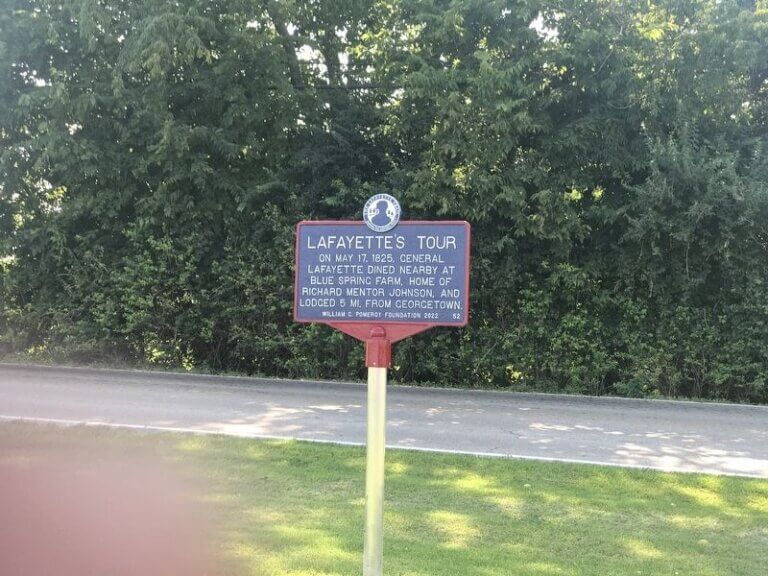 LAFAYETTE'S TOUR
ON MAY 17, 1825, GENERAL
LAFAYETTE DINED NEARBY AT
BLUE SPRING FARM, HOME OF
RICHARD MENTOR JOHNSON, AND
LODGED 5 MI. FROM GEORGETOWN.
WILLIAM G. POMEROY FOUNDATION 2022 52